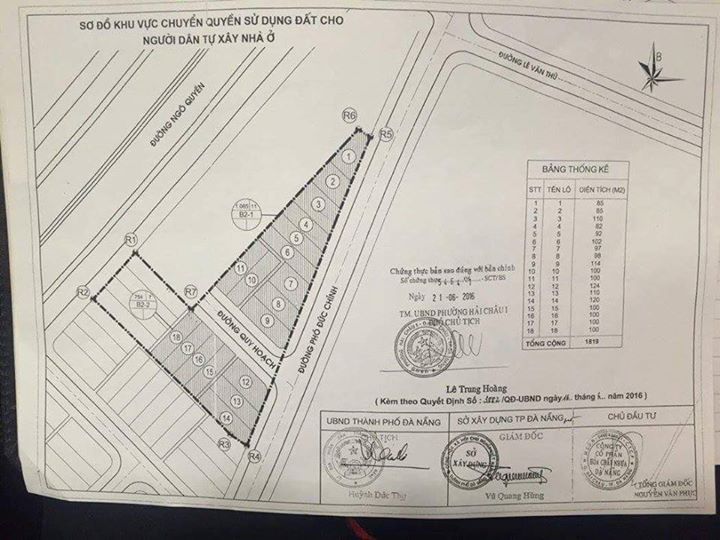 SƠ ĐỒ KHU VỰC CHUYỂN QUYỀN SỬ DỤNG ĐẤT CHO
NGƯỜI DÂN TỰ XÂY NHÀ Ở
ĐƯỜNG NGÔ QUYỀN
ĐƯỜNG LÊ VĂN THỨ
B
R6
R5
1
2
3
4
5
6
7
8
9
10
11
B2-1
R1
R2
R7
B2-2
ĐƯỜNG QUY HOẠCH
ĐƯỜNG PHÓ ĐỨC CHÍNH
18
17
16
15
12
13
14
R3
R4
BẢNG THỐNG KÊ
STT TÊN LÔ DIỆN TÍCH (M2)
1 1 85
2 2 85
3 3 110
4 4 82
5 5 92
6 6 102
7 7 97
8 8 98
9 9 114
10 10 100
11 11 100
12 12 124
13 13 110
14 14 120
15 15 100
16 16 100
17 17 100
18 18 100
TỔNG CỘNG 1819
Chứng thực bản sao đúng với bản chính
Số chứng thực SCT/BS
Ngày 21-06-2016
TM. UBND PHƯỜNG HẢI CHÂU I
CHỦ TỊCH
Lê Trung Hoàng
( Kèm theo Quyết Định Số : /QĐ-UBND ngày tháng năm 2016 )
UBND THÀNH PHỐ ĐÀ NẴNG
TỊCH
Huỳnh Đức Thơ
SỞ XÂY DỰNG TP ĐÀ NẴNG
GIÁM ĐỐC
SỞ
XÂY DỰNG
Vũ Quang Hùng
CHỦ ĐẦU TƯ
CÔNG TY
CỔ PHẦN
ĐÀ NẴNG
TỔNG GIÁM ĐỐC
NGUYỄN VĂN PHỤC